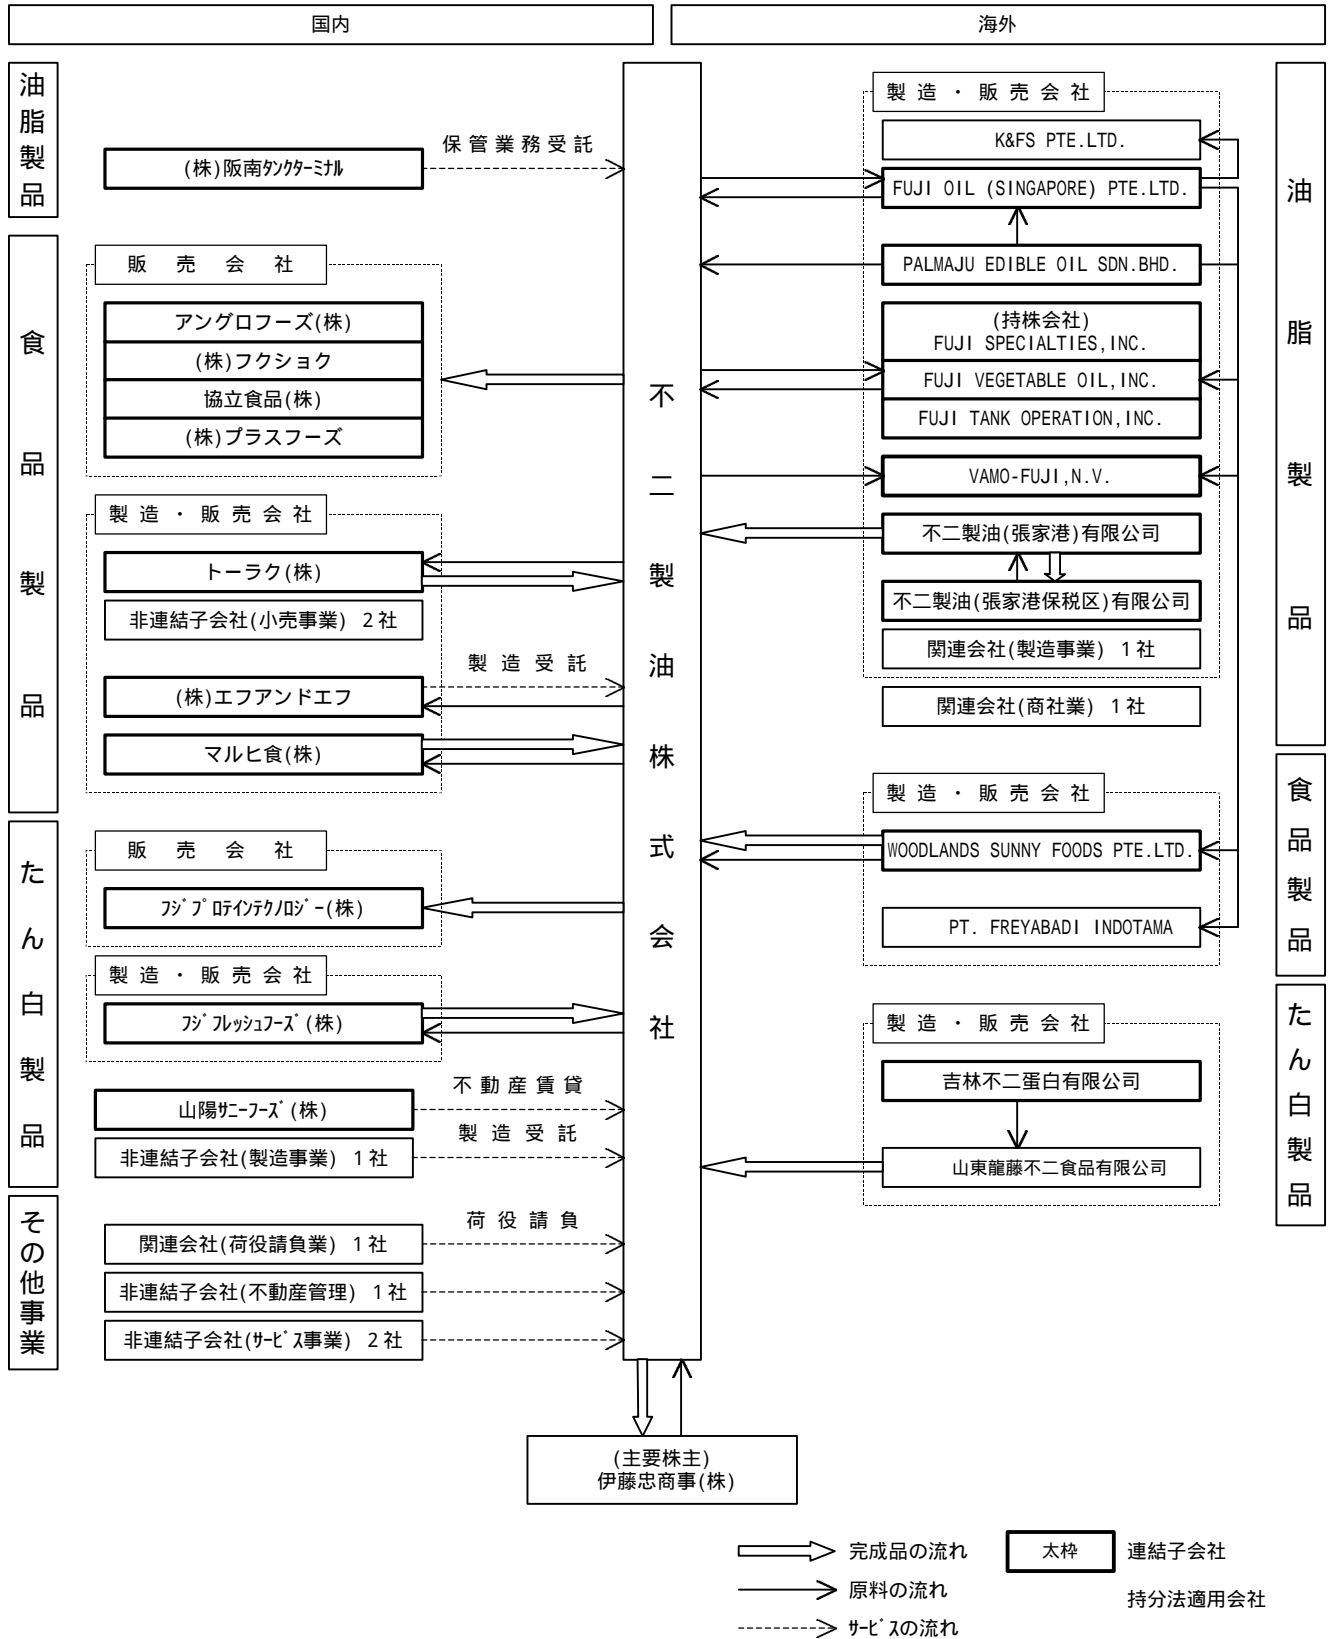 国内
海外
油脂製品
(株)阪南ﾀﾝｸﾀｰﾐﾅﾙ
保管業務受託
食品製品
販売会社
アングロフーズ(株)
(株)フクショク
協立食品(株)
(株)プラスフーズ
製造・販売会社
トーラク(株)
非連結子会社(小売事業) 2社
製造受託
(株)エフアンドエフ
マルヒ食(株)
たん白製品
販売会社
ﾌｼﾞﾌﾟﾛﾃｲﾝﾃｸﾉﾛｼﾞｰ(株)
製造・販売会社
ﾌｼﾞﾌﾚｯｼｭﾌｰｽﾞ(株)
不動産賃貸
山陽ｻﾆｰﾌｰｽﾞ(株)
製造受託
非連結子会社(製造事業) 1社
その他事業
荷役請負
関連会社(荷役請負業) 1社
非連結子会社(不動産管理) 1社
非連結子会社(ｻｰﾋﾞｽ事業) 2社
不二製油株式会社
油脂製品
製造・販売会社
K&FS PTE.LTD.
FUJI OIL (SINGAPORE) PTE.LTD.
PALMAJU EDIBLE OIL SDN.BHD.
(持株会社)
FUJI SPECIALTIES,INC.
FUJI VEGETABLE OIL,INC.
FUJI TANK OPERATION,INC.
VAMO-FUJI,N.V.
不二製油(張家港)有限公司
不二製油(張家港保税区)有限公司
関連会社(製造事業) 1社
関連会社(商社業) 1社
食品製品
製造・販売会社
WOODLANDS SUNNY FOODS PTE.LTD.
PT. FREYABADI INDOTAMA
たん白製品
製造・販売会社
吉林不二蛋白有限公司
山東龍藤不二食品有限公司
(主要株主)
伊藤忠商事(株)
完成品の流れ
太枠
連結子会社
原料の流れ
持分法適用会社
ｻｰﾋﾞｽの流れ